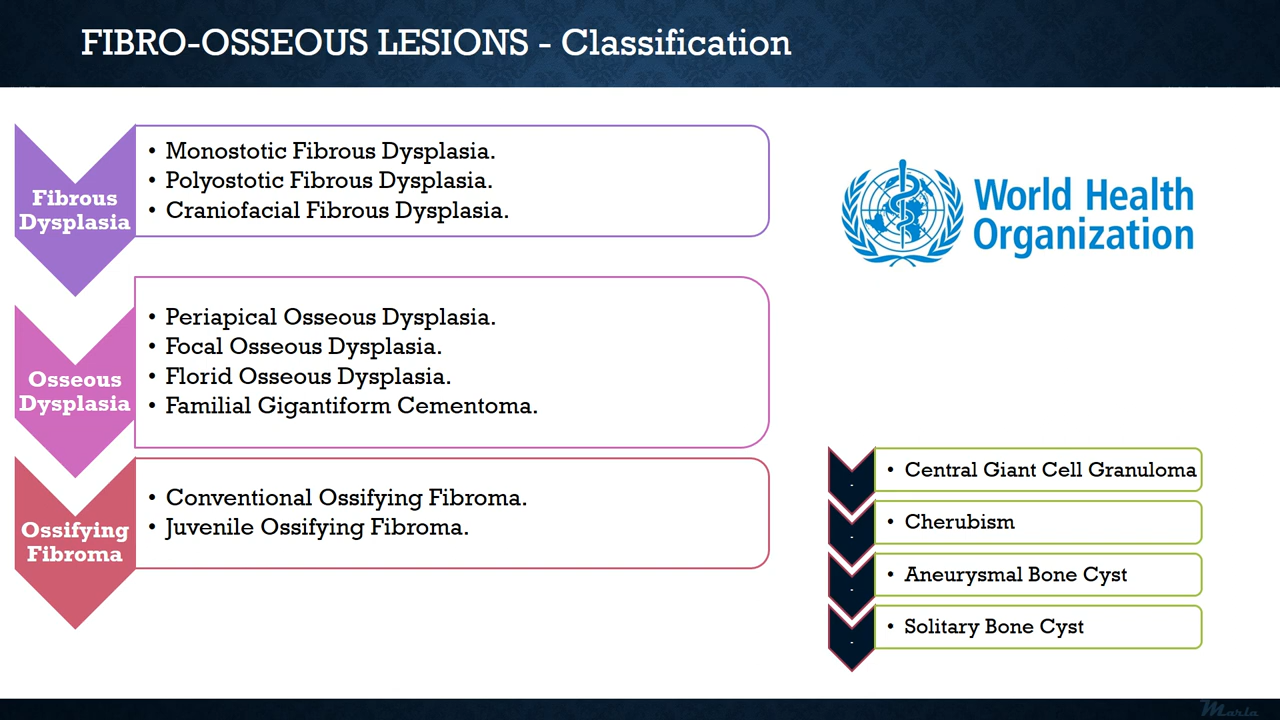 FIBRO-OSSEOUS LESIONS - Classification
Fibrous
Dysplasia
• Monostotic Fibrous Dysplasia.
• Polyostotic Fibrous Dysplasia.
• Craniofacial Fibrous Dysplasia.
Osseous
Dysplasia
• Periapical Osseous Dysplasia.
• Focal Osseous Dysplasia.
• Florid Osseous Dysplasia.
• Familial Gigantiform Cementoma.
Ossifying
Fibroma
• Conventional Ossifying Fibroma.
• Juvenile Ossifying Fibroma.
World Health
Organization
• Central Giant Cell Granuloma
• Cherubism
• Aneurysmal Bone Cyst
• Solitary Bone Cyst
Maria